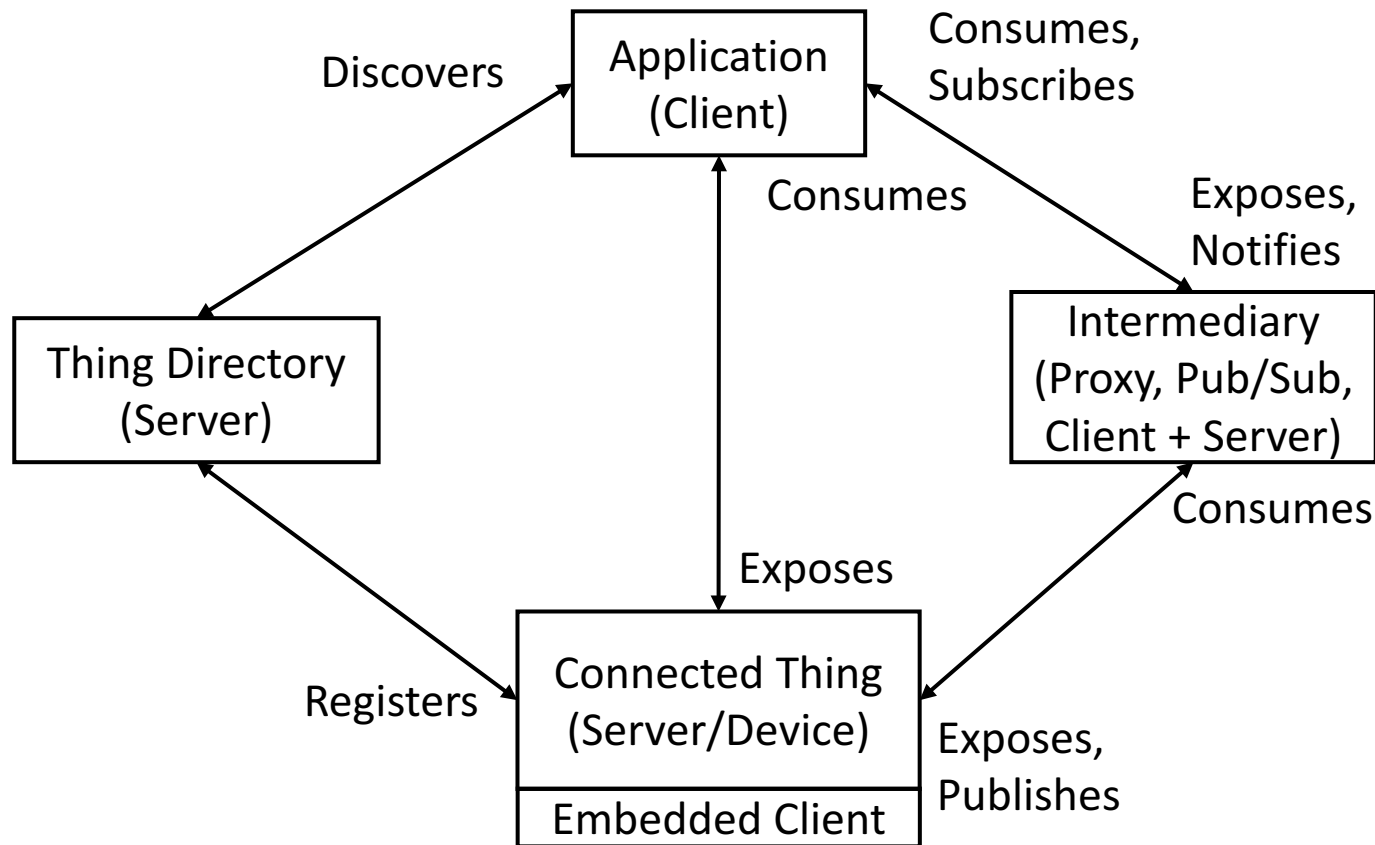 Discovers
Application
(Client)
Consumes,
Subscribes
Consumes
Exposes,
Notifies
Thing Directory
(Server)
Intermediary
(Proxy, Pub/Sub,
Client + Server)
Consumes
Exposes
Registers
Connected Thing
(Server/Device)
Exposes,
Publishes
Embedded Client